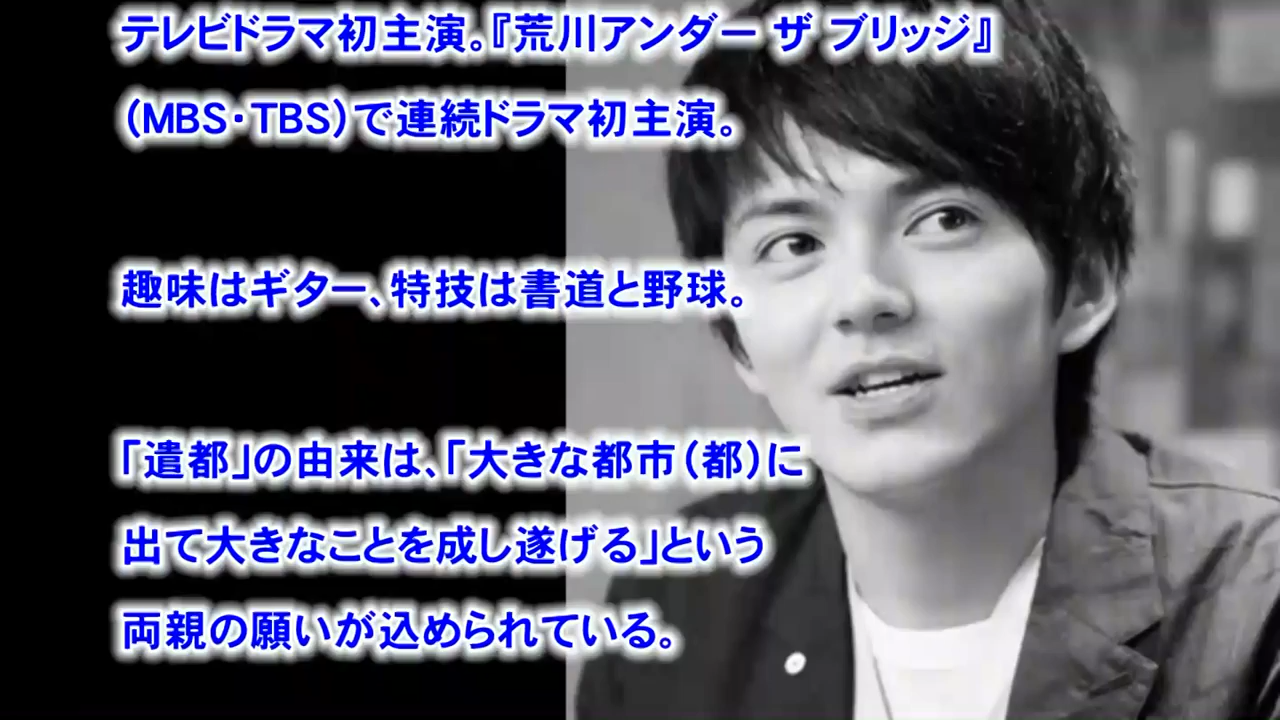 テレビドラマ初主演。『荒川アンダー ザ ブリッジ』
（MBS・TBS）で連続ドラマ初主演。
趣味はギター、特技は書道と野球。
「遣都」の由来は、「大きな都市（都）に
出て大きなことを成し遂げる」という
両親の願いが込められている。